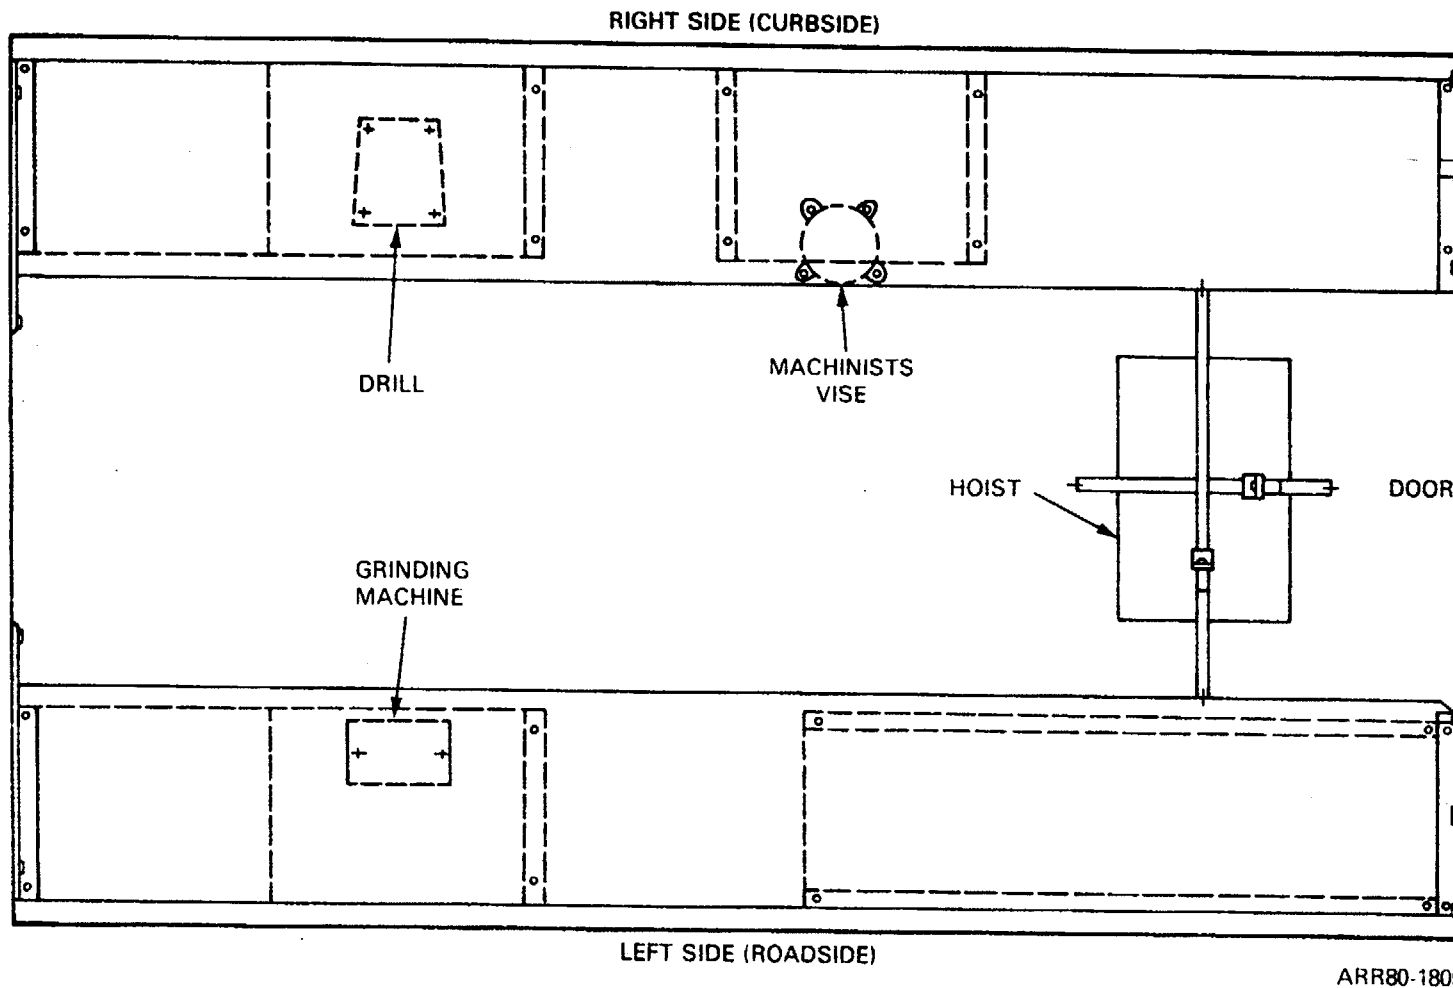 RIGHT SIDE (CURBSIDE)
DRILL
MACHINISTS
VISE
HOIST
DOOR
GRINDING
MACHINE
LEFT SIDE (ROADSIDE)